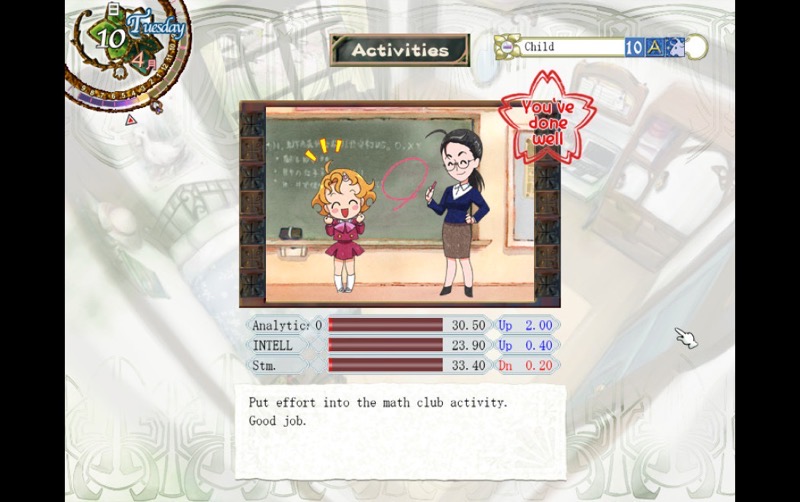 日
10
Tuesday
4月
Activities
Child 10 A
You've
done
well
Analytic: 0 30.50 Up 2.00
INTELL 23.90 Up 0.40
Stm. 33.40 Dn 0.20
Put effort into the math club activity.
Good job.